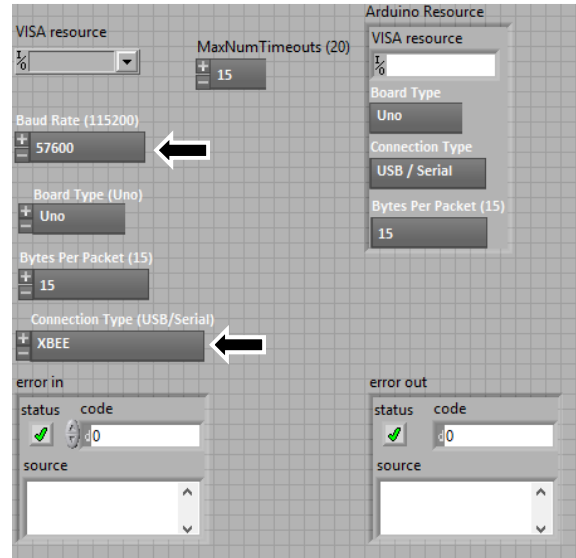 VISA resource
MaxNumTimeouts (20)
15
Baud Rate (115200)
57600
Board Type (Uno)
Uno
Bytes Per Packet (15)
15
Connection Type (USB/Serial)
XBEE
error in
status code
d0
source
Arduino Resource
VISA resource
I/0
Board Type
Uno
Connection Type
USB / Serial
Bytes Per Packet (15)
15
error out
status code
d0
source